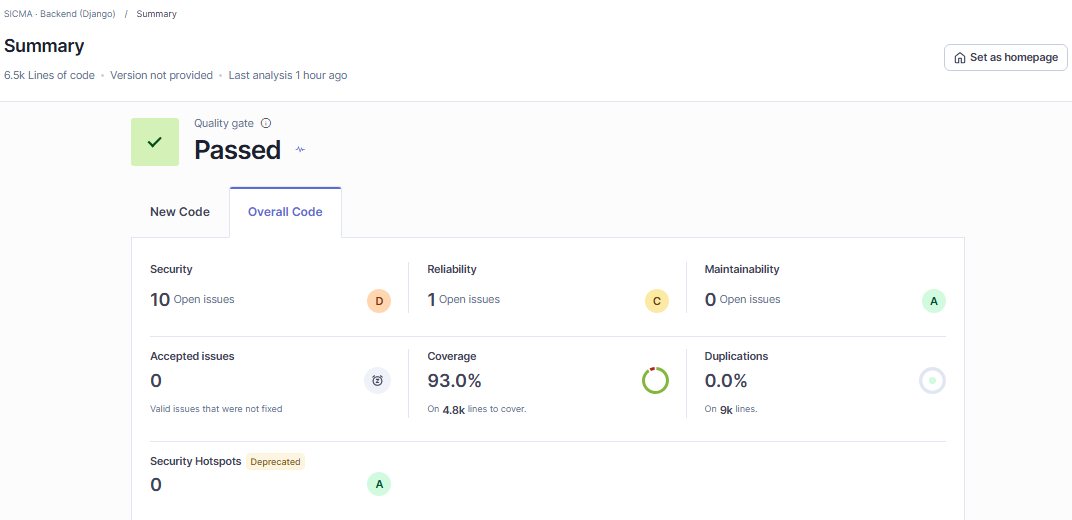 SICMA - Backend (Django) / Summary
Summary
6.5k Lines of code • Version not provided • Last analysis 1 hour ago
Set as homepage
Quality gate
Passed
New Code
Overall Code
Security
10 Open issues
D
Reliability
1 Open issues
C
Maintainability
0 Open issues
A
Accepted issues
0
Valid issues that were not fixed
Coverage
93.0%
On 4.8k lines to cover.
Duplications
0.0%
On 9k lines.
Security Hotspots Deprecated
0
A